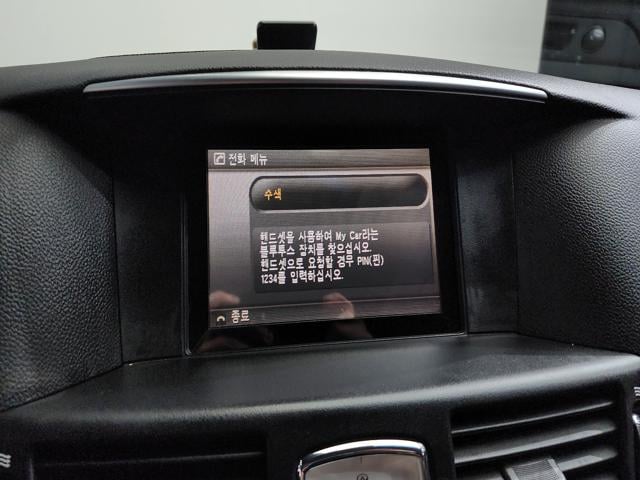 전화 메뉴
수색
핸드셋을 사용하여 My Car라는
블루투스 장치를 찾으십시오.
핸드셋으로 요청할 경우 PIN(핀)
1234를 입력하십시오.
종료